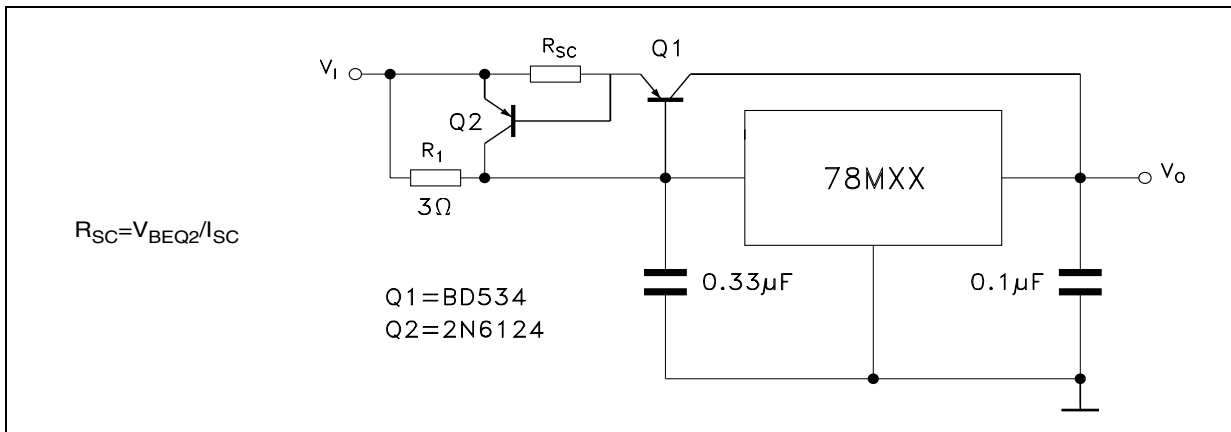 R_SC Q1
V_I
Q2
R_1
3Ω
78MXX
V_O
R_SC=V_BEQ2/I_SC
0.33µF
0.1µF
Q1=BD534
Q2=2N6124